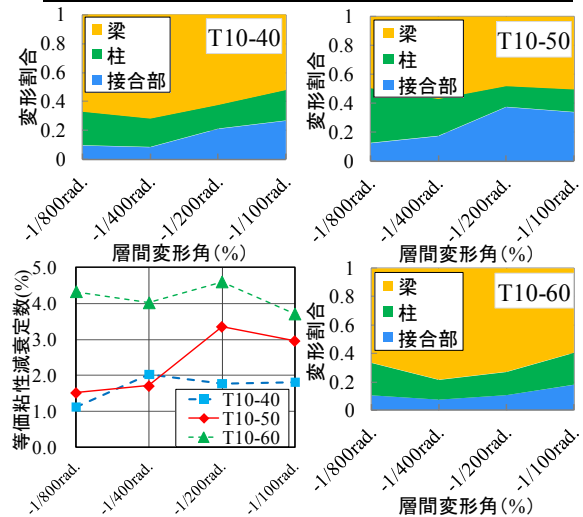 1
0.8
0.6
0.4
0.2
0
変形割合
梁
柱
接合部
T10-40
-1/800rad.
-1/400rad.
-1/200rad.
-1/100rad.
層間変形角(%)
1
0.8
0.6
0.4
0.2
0
変形割合
梁
柱
接合部
T10-50
-1/800rad.
-1/400rad.
-1/200rad.
-1/100rad.
層間変形角(%)
5.0
4.0
3.0
2.0
1.0
0.0
等価粘性減衰定数(%)
T10-40
T10-50
T10-60
-1/800rad.
-1/400rad.
-1/200rad.
-1/100rad.
1
0.8
0.6
0.4
0.2
0
変形割合
梁
柱
接合部
T10-60
-1/800rad.
-1/400rad.
-1/200rad.
-1/100rad.
層間変形角(%)